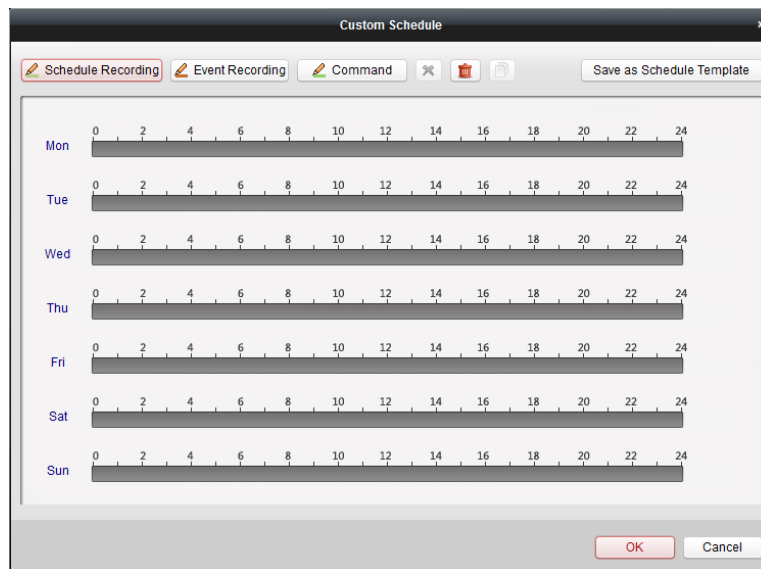 Custom Schedule
Schedule Recording Event Recording Command Save as Schedule Template
0 2 4 6 8 10 12 14 16 18 20 22 24
Mon
0 2 4 6 8 10 12 14 16 18 20 22 24
Tue
0 2 4 6 8 10 12 14 16 18 20 22 24
Wed
0 2 4 6 8 10 12 14 16 18 20 22 24
Thu
0 2 4 6 8 10 12 14 16 18 20 22 24
Fri
0 2 4 6 8 10 12 14 16 18 20 22 24
Sat
0 2 4 6 8 10 12 14 16 18 20 22 24
Sun
OK Cancel